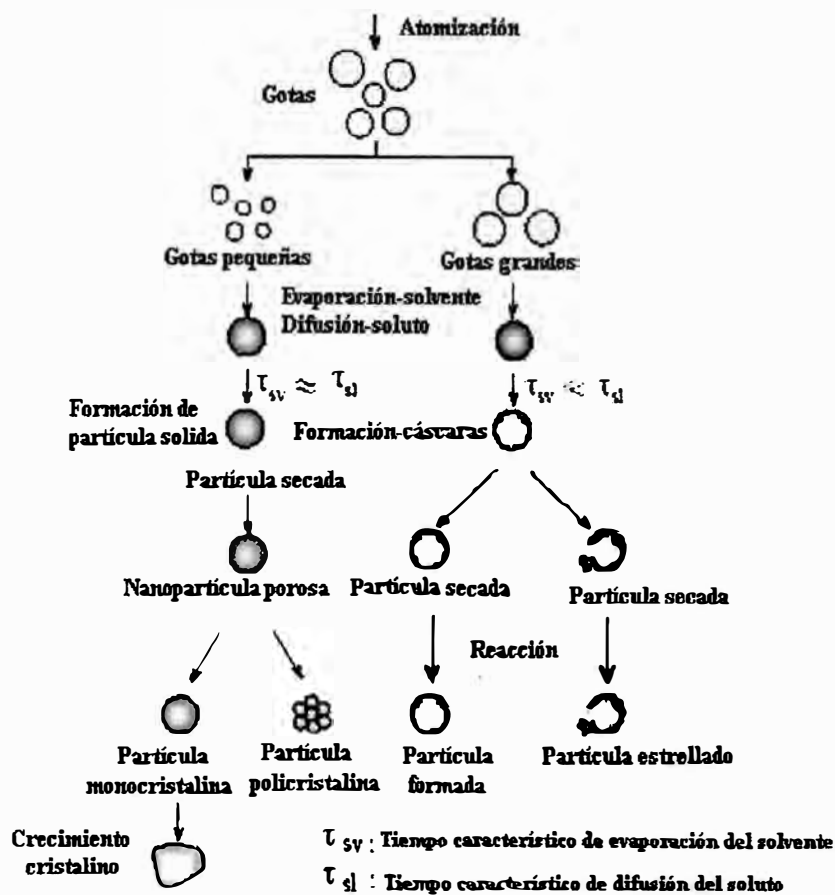 Atomización
Gotas
Gotas pequeñas
Gotas grandes
Evaporación-solvente
Difusión-soluto
τsv ≈ τsl
τsv << τsl
Formación de
partícula solida
Formación-cáscaras
Partícula secada
Nanopartícula porosa
Partícula secada
Partícula secada
Reacción
Partícula
monocristalina
Partícula
policristalina
Partícula
formada
Partícula estrellado
Crecimiento
cristalino
τ sv : Tiempo característico de evaporación del solvente
τ sl : Tiempo característico de difusión del soluto